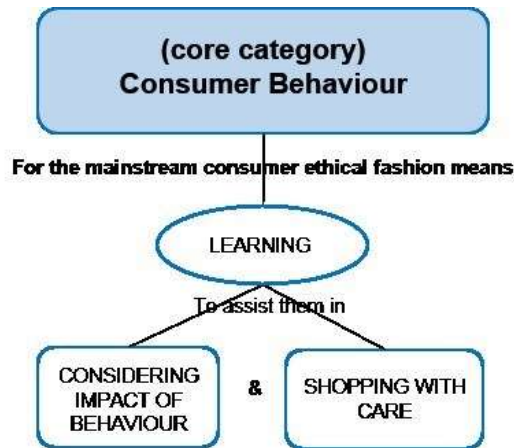 (core category)
Consumer Behaviour
For the mainstream consumer ethical fashion means
LEARNING
To assist them in
CONSIDERING
IMPACT OF
BEHAVIOUR
&
SHOPPING WITH
CARE